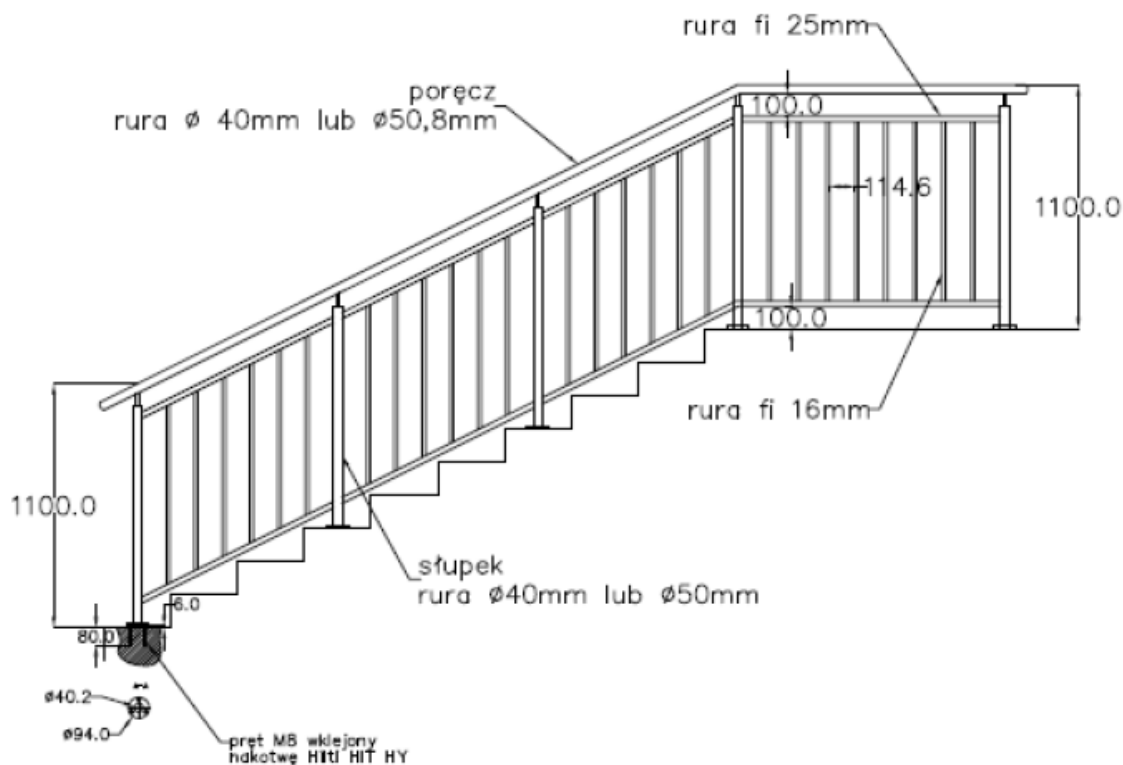 rura fi 25mm
poręcz
rura Ø 40mm lub Ø50,8mm
100.0
114.6
1100.0
100.0
rura fi 16mm
1100.0
słupek
rura Ø40mm lub Ø50mm
6.0
80.0
Ø40.2
Ø94.0
pręt M8 wklejony
nakotwę Hilti HIT HY